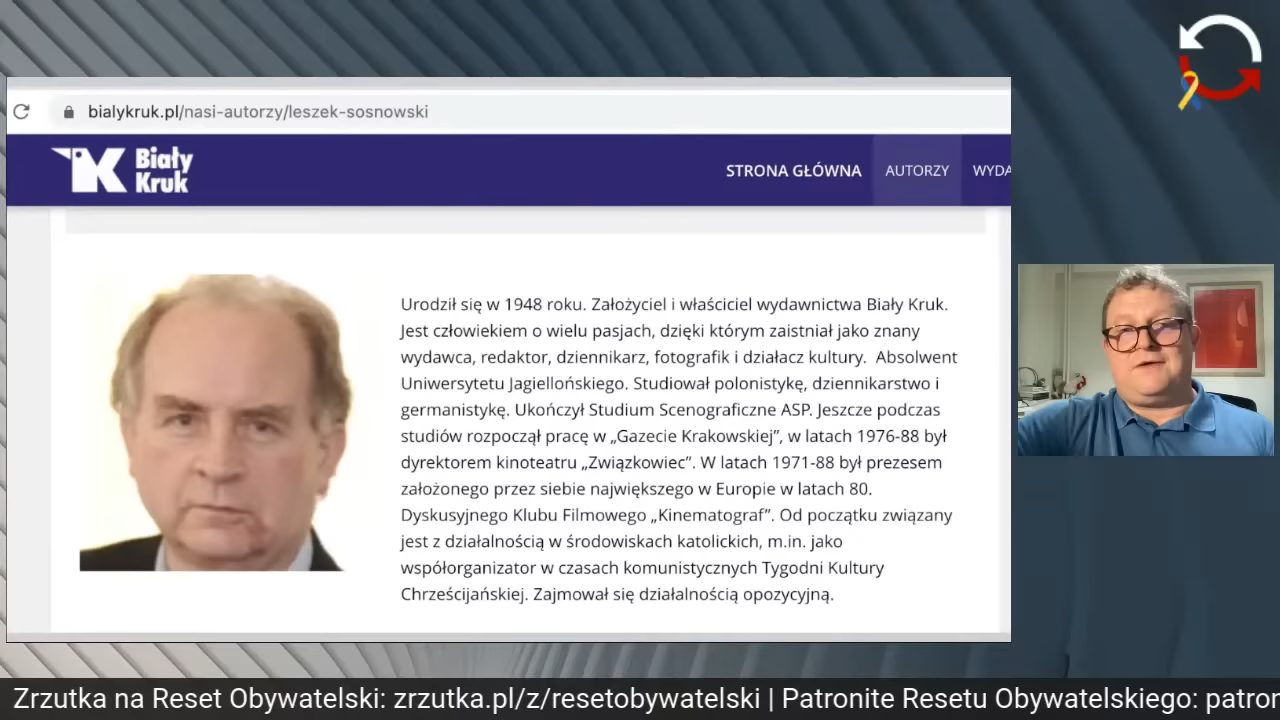 bialykruk.pl/nasi-autorzy/leszek-sosnowski
Biały
Kruk
STRONA GŁÓWNA
AUTORZY
WYDA
Urodził się w 1948 roku. Założyciel i właściciel wydawnictwa Biały Kruk.
Jest człowiekiem o wielu pasjach, dzięki którym zaistniał jako znany
wydawca, redaktor, dziennikarz, fotografik i działacz kultury. Absolwent
Uniwersytetu Jagiellońskiego. Studiował polonistykę, dziennikarstwo i
germanistykę. Ukończył Studium Scenograficzne ASP. Jeszcze podczas
studiów rozpoczął pracę w „Gazecie Krakowskiej”, w latach 1976-88 był
dyrektorem kinoteatru „Związkowiec”. W latach 1971-88 był prezesem
założonego przez siebie największego w Europie w latach 80.
Dyskusyjnego Klubu Filmowego „Kinematograf”. Od początku związany
jest z działalnością w środowiskach katolickich, m.in. jako
współorganizator w czasach komunistycznych Tygodni Kultury
Chrześcijańskiej. Zajmował się działalnością opozycyjną.
Zrzutka na Reset Obywatelski: zrzutka.pl/z/resetobywatelski | Patronite Resetu Obywatelskiego: patron